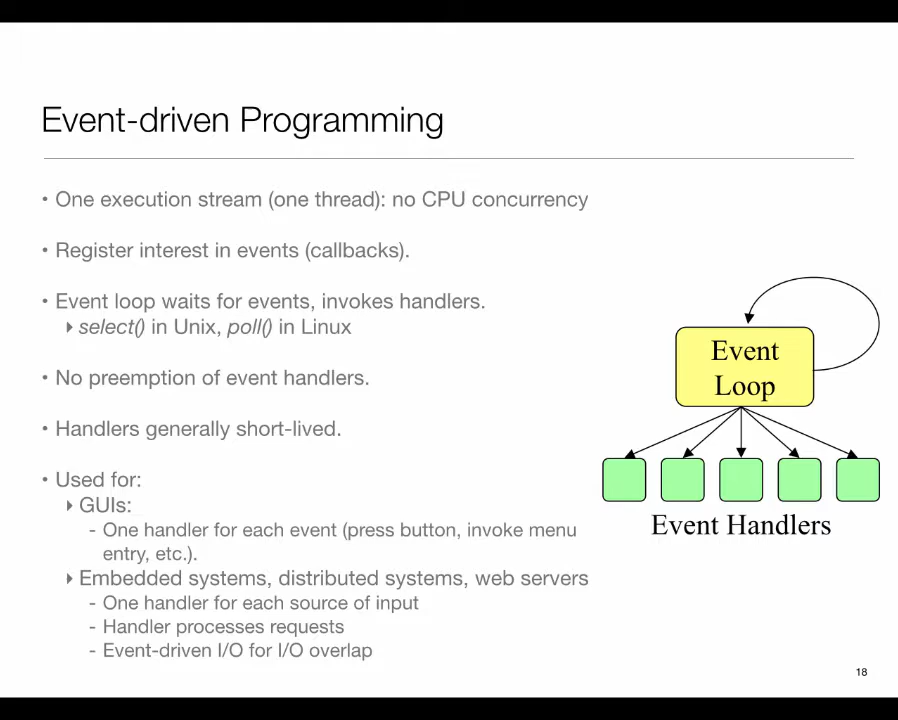 Event-driven Programming
• One execution stream (one thread): no CPU concurrency
• Register interest in events (callbacks).
• Event loop waits for events, invokes handlers.
‣ select() in Unix, poll() in Linux
• No preemption of event handlers.
• Handlers generally short-lived.
• Used for:
‣ GUIs:
- One handler for each event (press button, invoke menu
entry, etc.).
‣ Embedded systems, distributed systems, web servers
- One handler for each source of input
- Handler processes requests
- Event-driven I/O for I/O overlap
Event
Loop
Event Handlers
18